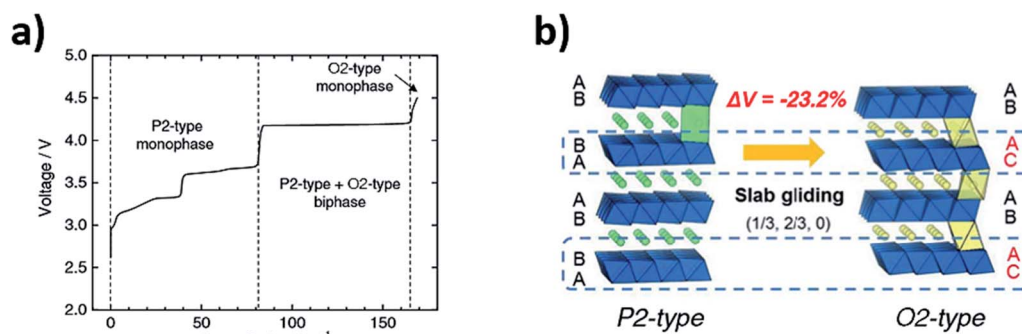 a)
5.0
4.5
4.0
3.5
3.0
2.5
2.0
Voltage / V
0
50
100
150
P2-type
monophase
P2-type + O2-type
biphase
O2-type
monophase
b)
A
B
B
A
A
B
B
A
ΔV = -23.2%
Slab gliding
(1/3, 2/3, 0)
A
B
A
C
A
B
A
C
P2-type
O2-type